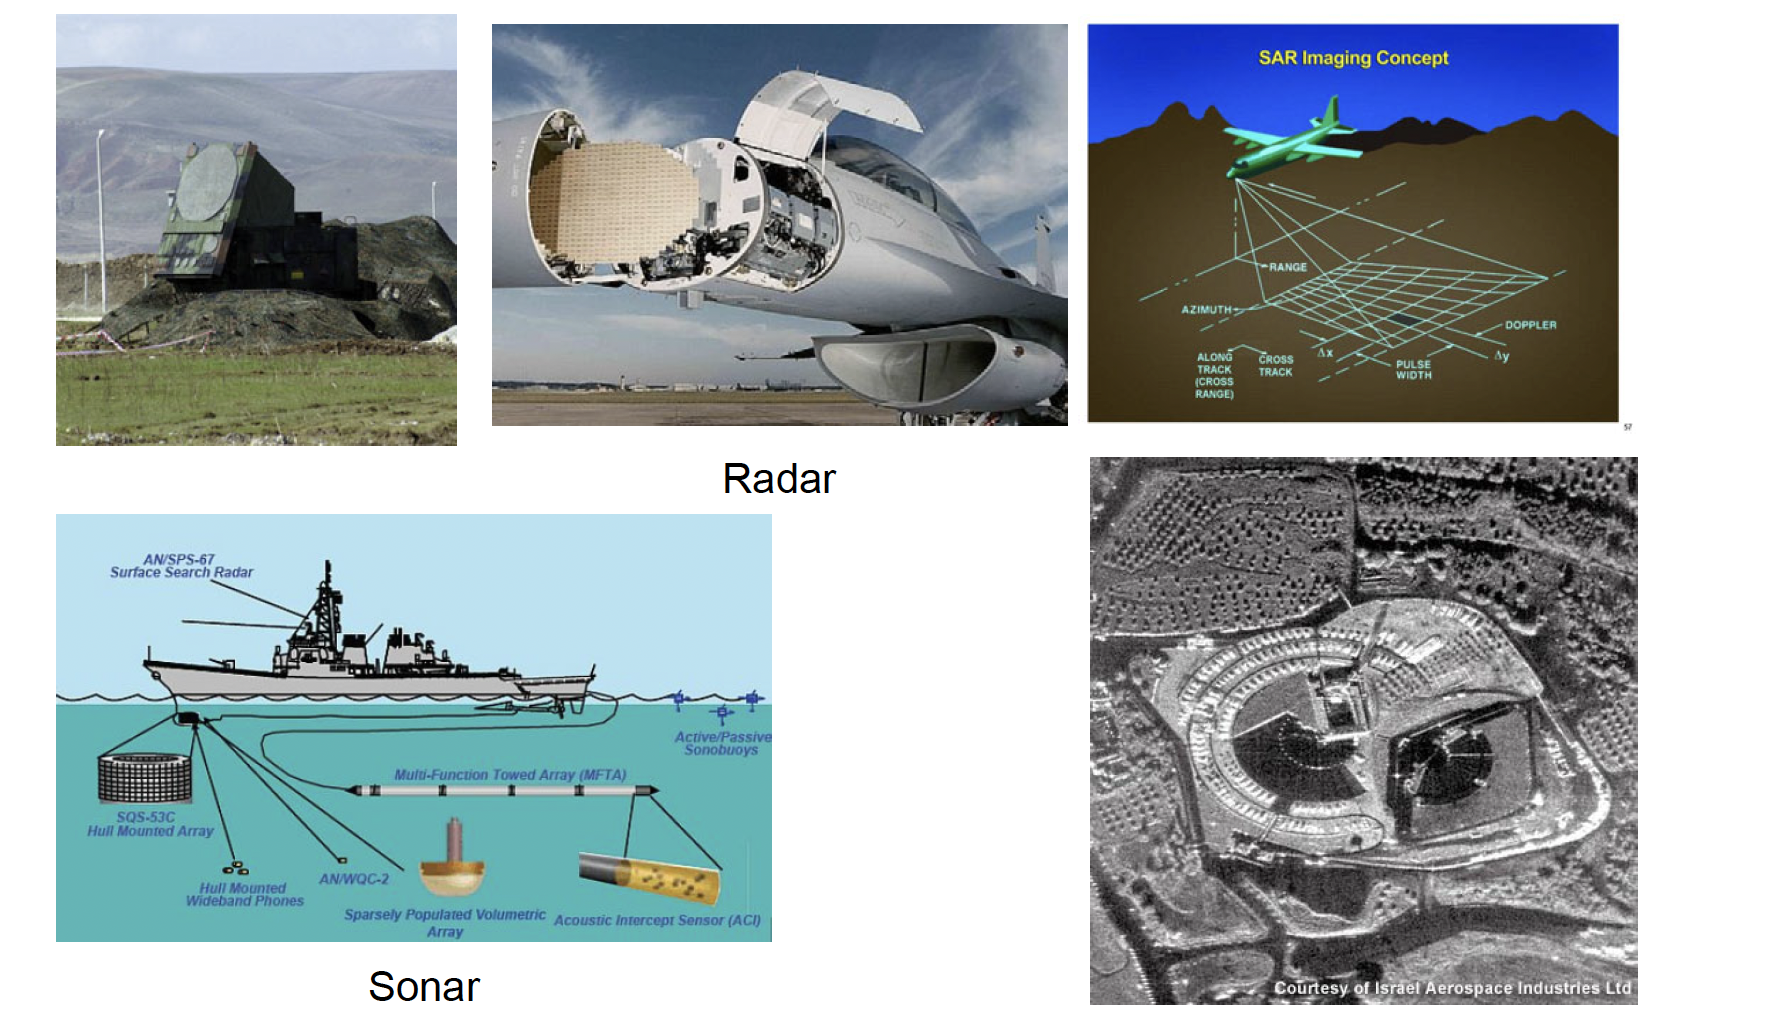 SAR Imaging Concept
RANGE
AZIMUTH
DOPPLER
Δx
Δy
ALONG
TRACK
(CROSS
RANGE)
CROSS
TRACK
PULSE
WIDTH
57
Radar
AN/SPS-67
Surface Search Radar
Active/Passive
Sonobuoys
Multi-Function Towed Array (MFTA)
SQS-53C
Hull Mounted Array
Hull Mounted
Wideband Phones
AN/WQC-2
Sparsely Populated Volumetric
Array
Acoustic Intercept Sensor (ACI)
Sonar
Courtesy of Israel Aerospace Industries Ltd